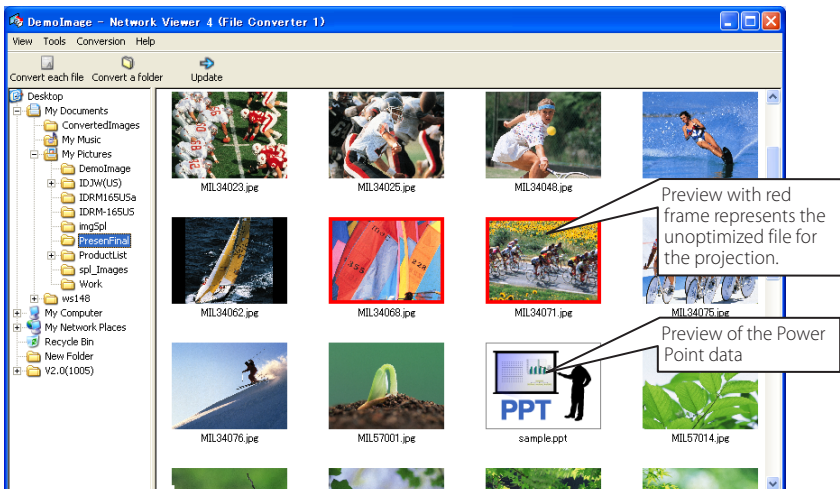 DemoImage - Network Viewer 4 (File Converter 1)
View Tools Conversion Help
Convert each file Convert a folder Update
Desktop
My Documents
ConvertedImages
My Music
My Pictures
DemoImage
IDJW(US)
IDRM165USa
IDRM-165US
imgSpl
PresenFinal
ProductList
spl_Images
Work
ws148
My Computer
My Network Places
Recycle Bin
New Folder
V2.0(1005)
MIL34023.jpg MIL34025.jpg MIL34048.jpg
Preview with red
frame represents the
unoptimized file for
the projection.
MIL34062.jpg MIL34068.jpg MIL34071.jpg MIL34075.jpg
Preview of the Power
Point data
PPT
MIL34076.jpg MIL57001.jpg sample.ppt MIL57014.jpg